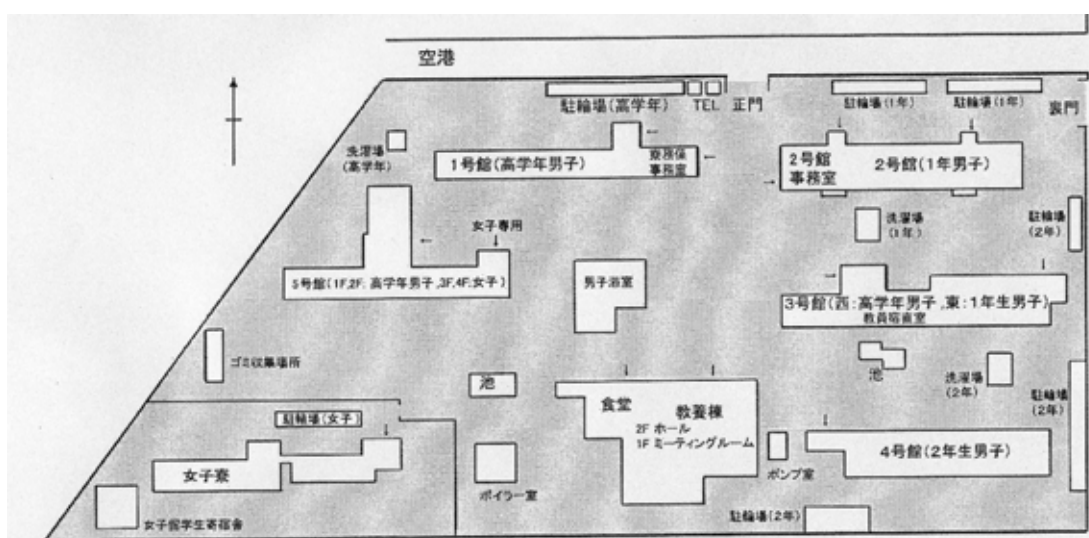 空港
駐輪場(高学年)
TEL
正門
駐輪場(1年)
駐輪場(1年)
裏門
洗濯場
(高学年)
1号館(高学年男子)
寮務係
事務室
2号館
事務室
2号館(1年男子)
洗濯場
(1年)
駐輪場
(2年)
女子専用
5号館(1F,2F:高学年男子,3F,4F:女子)
男子浴室
3号館(西:高学年男子,東:1年生男子)
教員宿直室
ゴミ収集場所
池
池
洗濯場
(2年)
駐輪場
(2年)
食堂
教養棟
2F ホール
1F ミーティングルーム
駐輪場(女子)
女子寮
ボイラー室
ポンプ室
4号館(2年生男子)
女子留学生寄宿舎
駐輪場(2年)